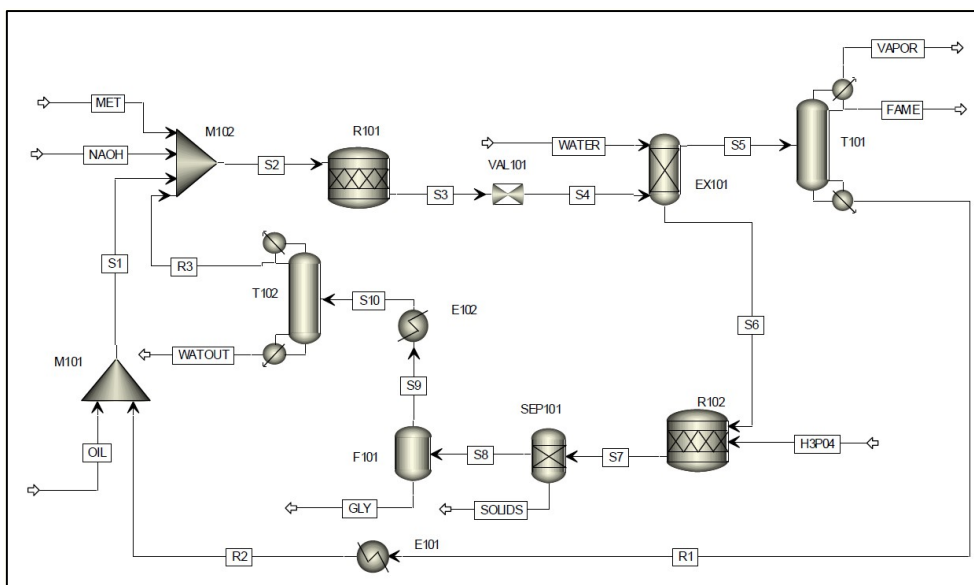 VAPOR
MET
FAME
M102
R101
T101
NAOH
WATER
S5
S2
VAL101
EX101
S3
S4
S1
R3
T102
S10
E102
S6
M101
WATOUT
S9
SEP101
R102
OIL
F101
S8
S7
H3P04
GLY
SOLIDS
E101
R2
R1